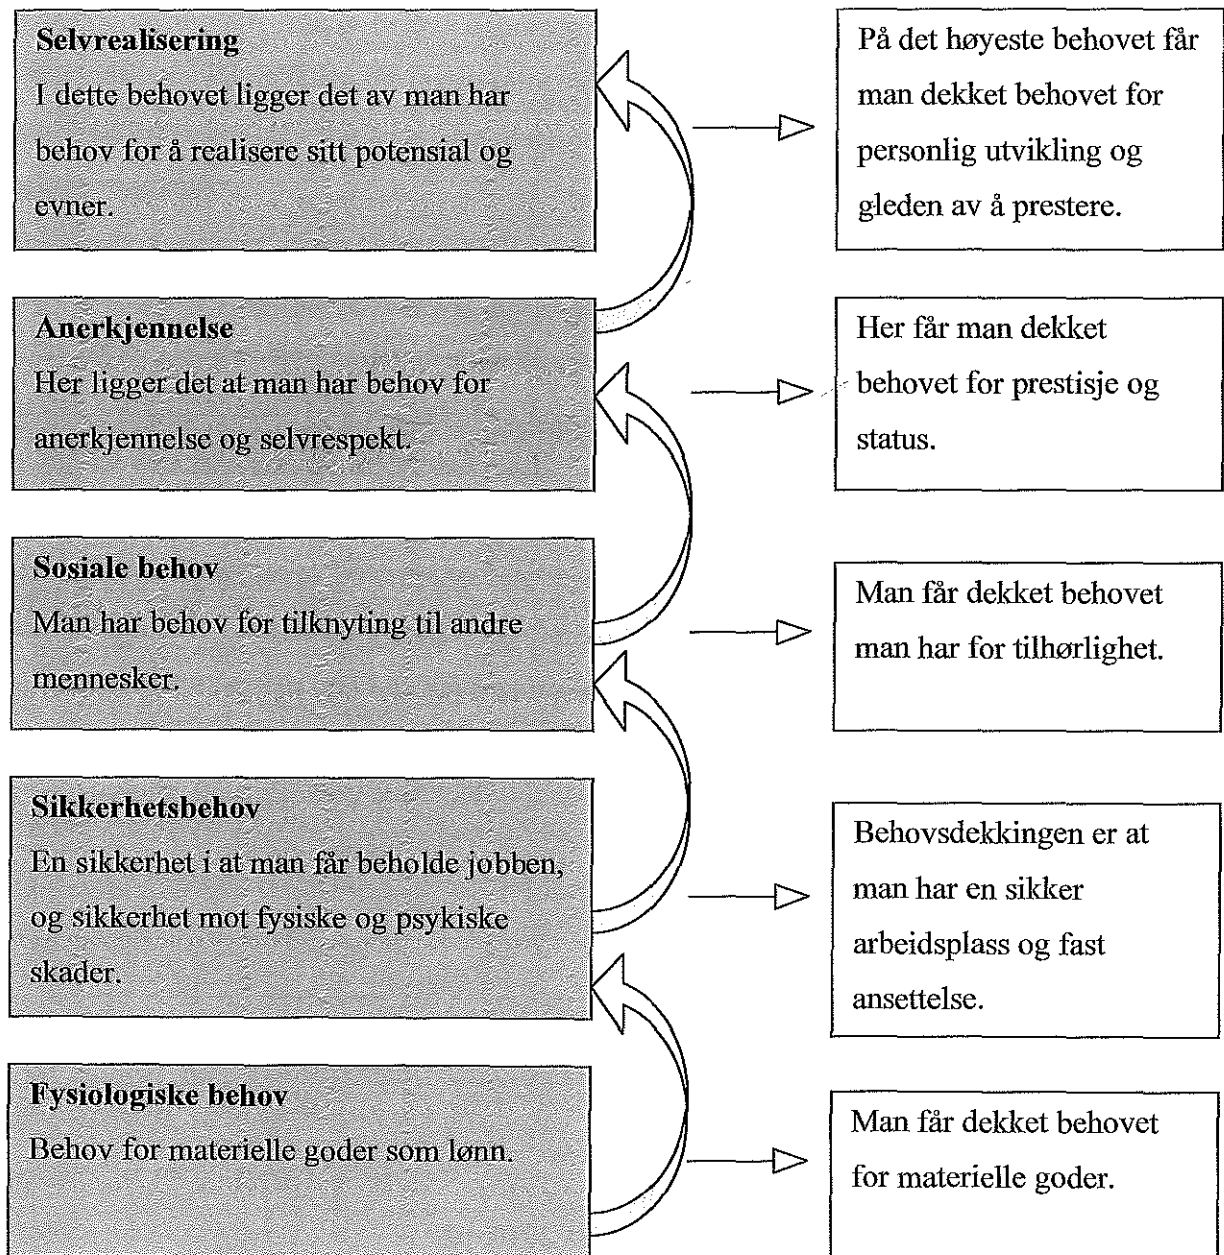 Selvrealisering
I dette behovet ligger det av man har
behov for å realisere sitt potensial og
evner.
På det høyeste behovet får
man dekket behovet for
personlig utvikling og
gleden av å prestere.
Anerkjennelse
Her ligger det at man har behov for
anerkjennelse og selvrespekt.
Her får man dekket
behovet for prestisje og
status.
Sosiale behov
Man har behov for tilknyting til andre
mennesker.
Man får dekket behovet
man har for tilhørlighet.
Sikkerhetsbehov
En sikkerhet i at man får beholde jobben,
og sikkerhet mot fysiske og psykiske
skader.
Behovsdekkingen er at
man har en sikker
arbeidsplass og fast
ansettelse.
Fysiologiske behov
Behov for materielle goder som lønn.
Man får dekket behovet
for materielle goder.